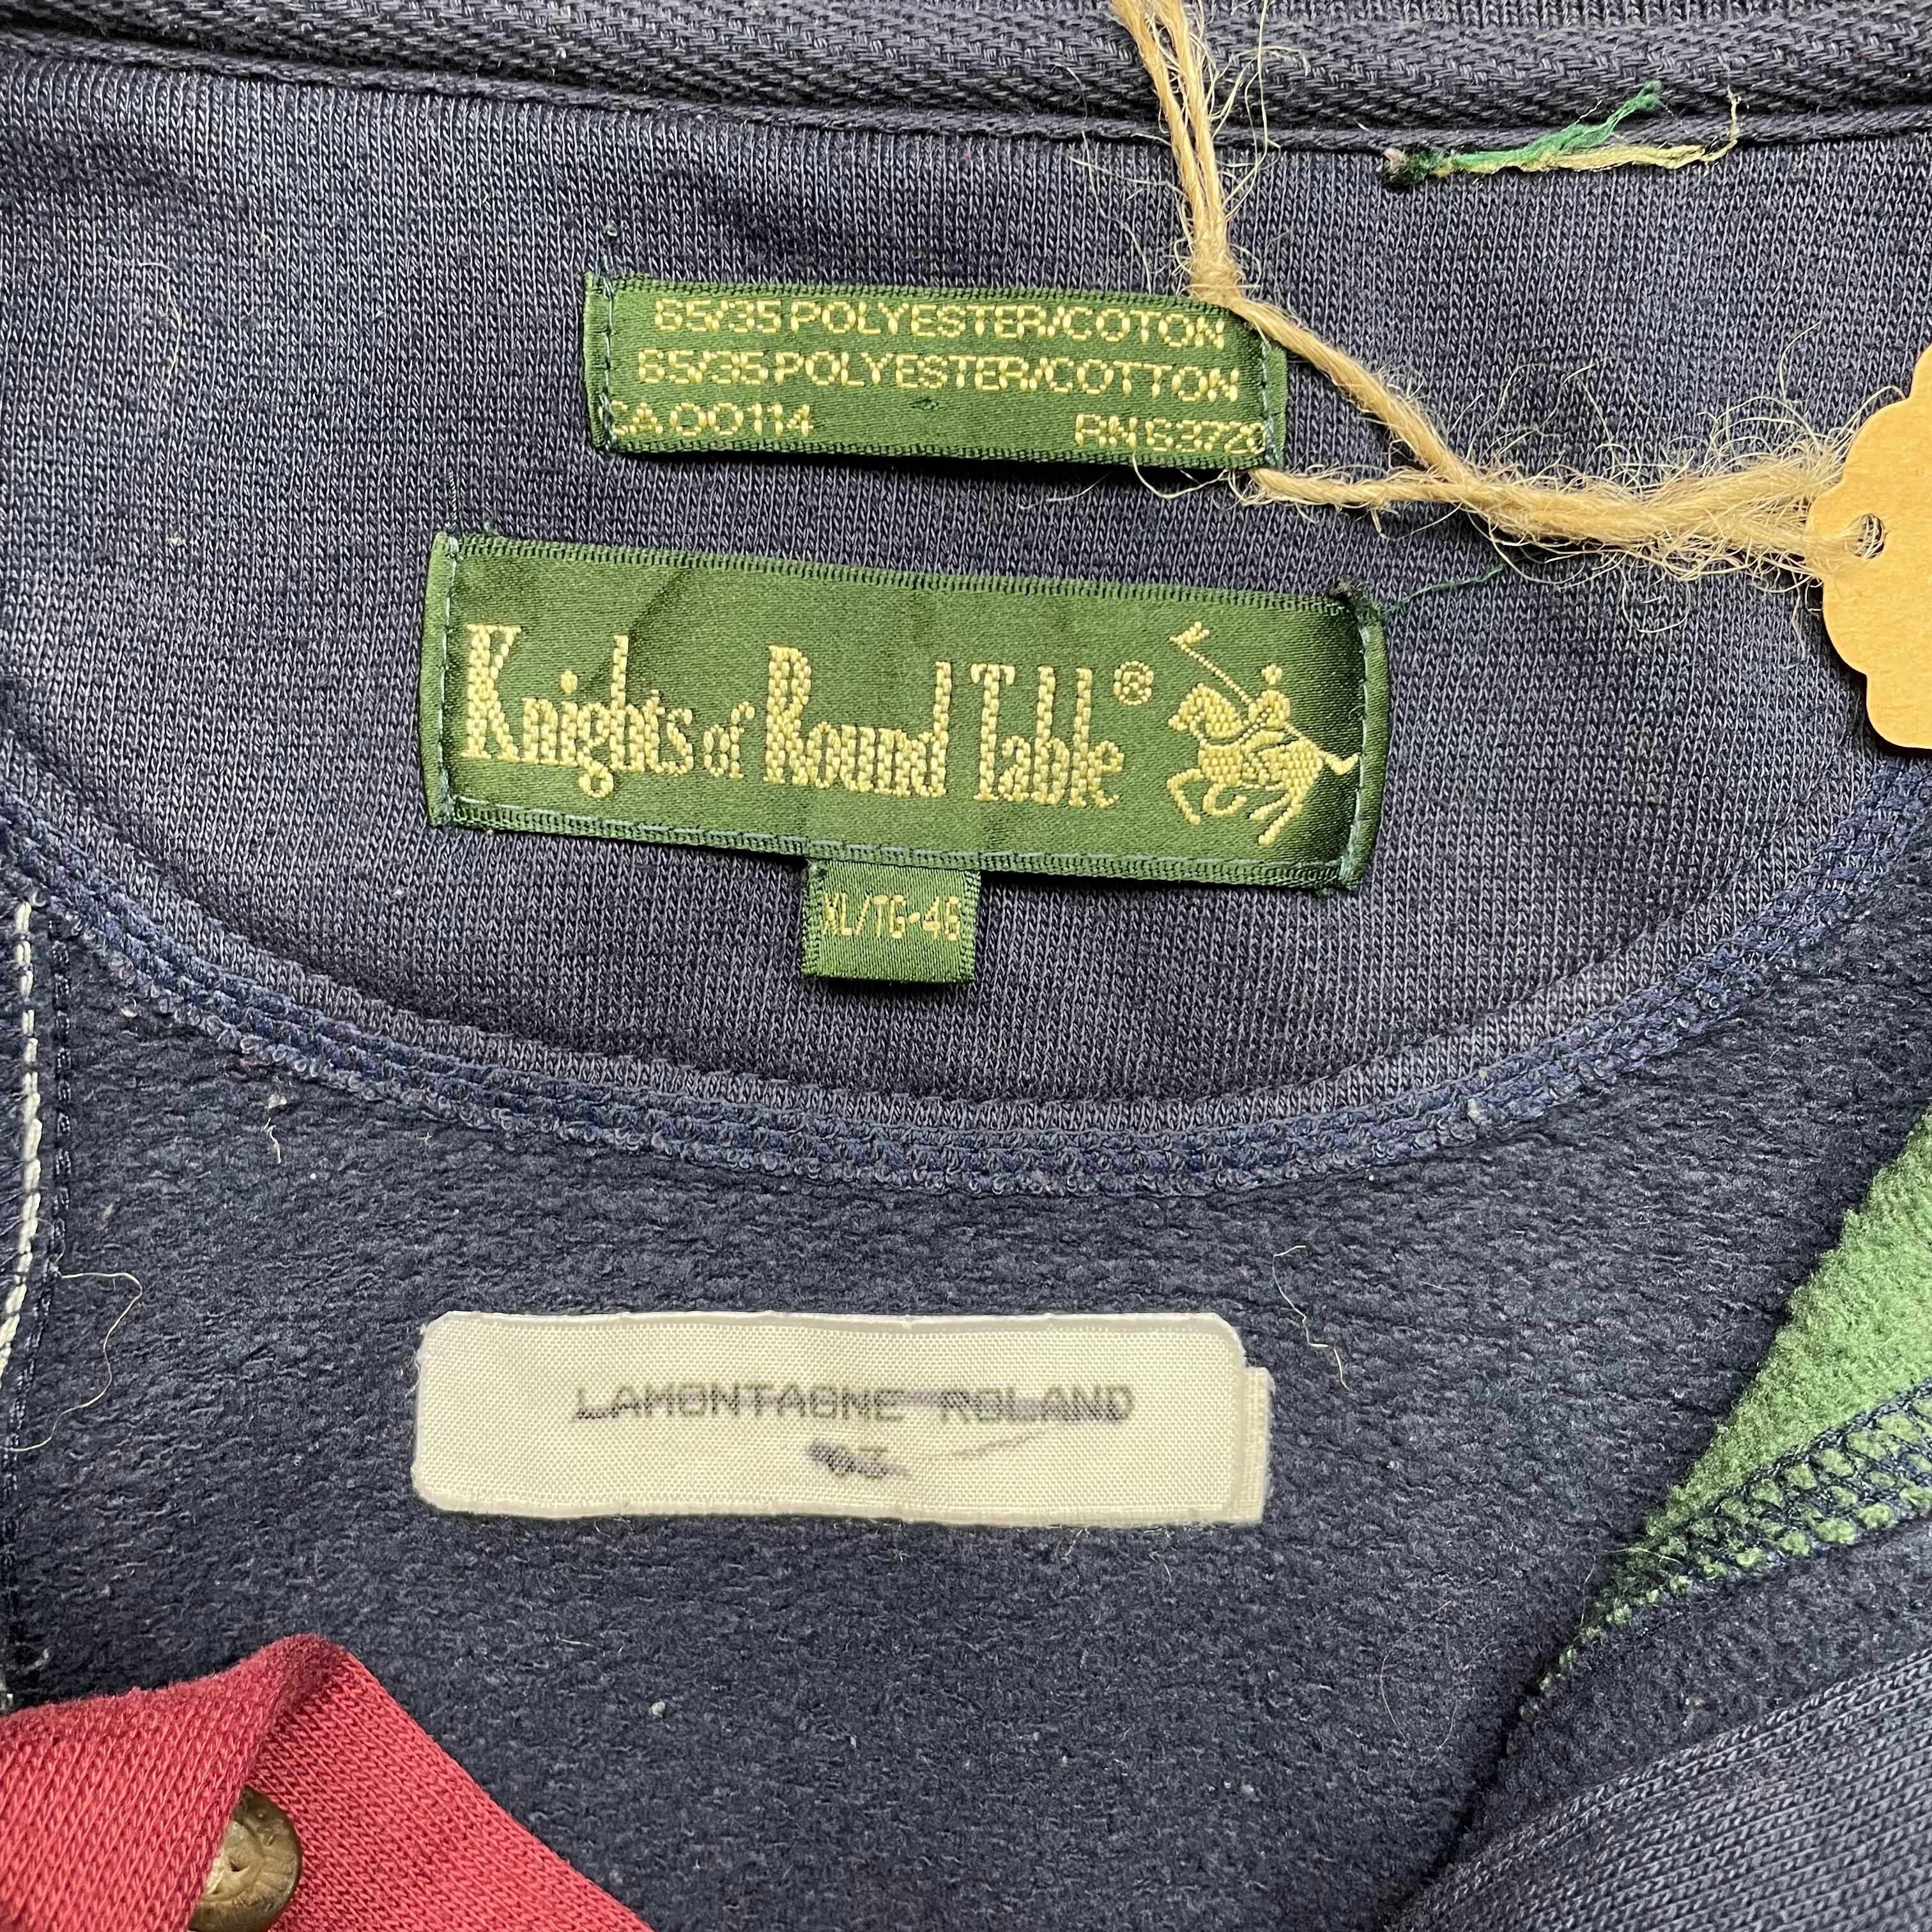 65/35 POLYESTER/COTON
65/35 POLYESTER/COTTON
CA 00114 RN 63720
Knights of Round Table®
XL/TG-46
LAMONTAGNE ROLAND